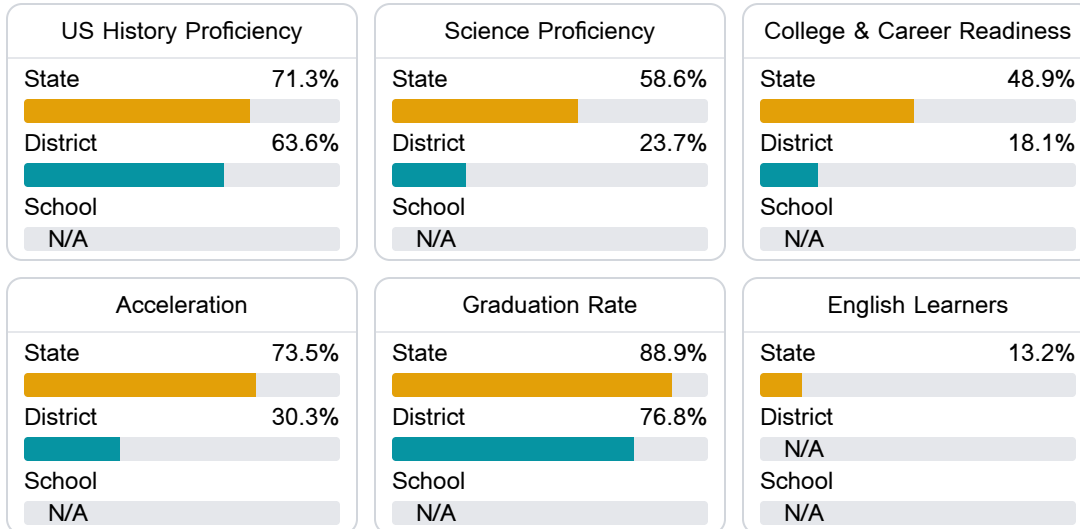 US History Proficiency
State 71.3%
District 63.6%
School
N/A
Science Proficiency
State 58.6%
District 23.7%
School
N/A
College & Career Readiness
State 48.9%
District 18.1%
School
N/A
Acceleration
State 73.5%
District 30.3%
School
N/A
Graduation Rate
State 88.9%
District 76.8%
School
N/A
English Learners
State 13.2%
District
N/A
School
N/A